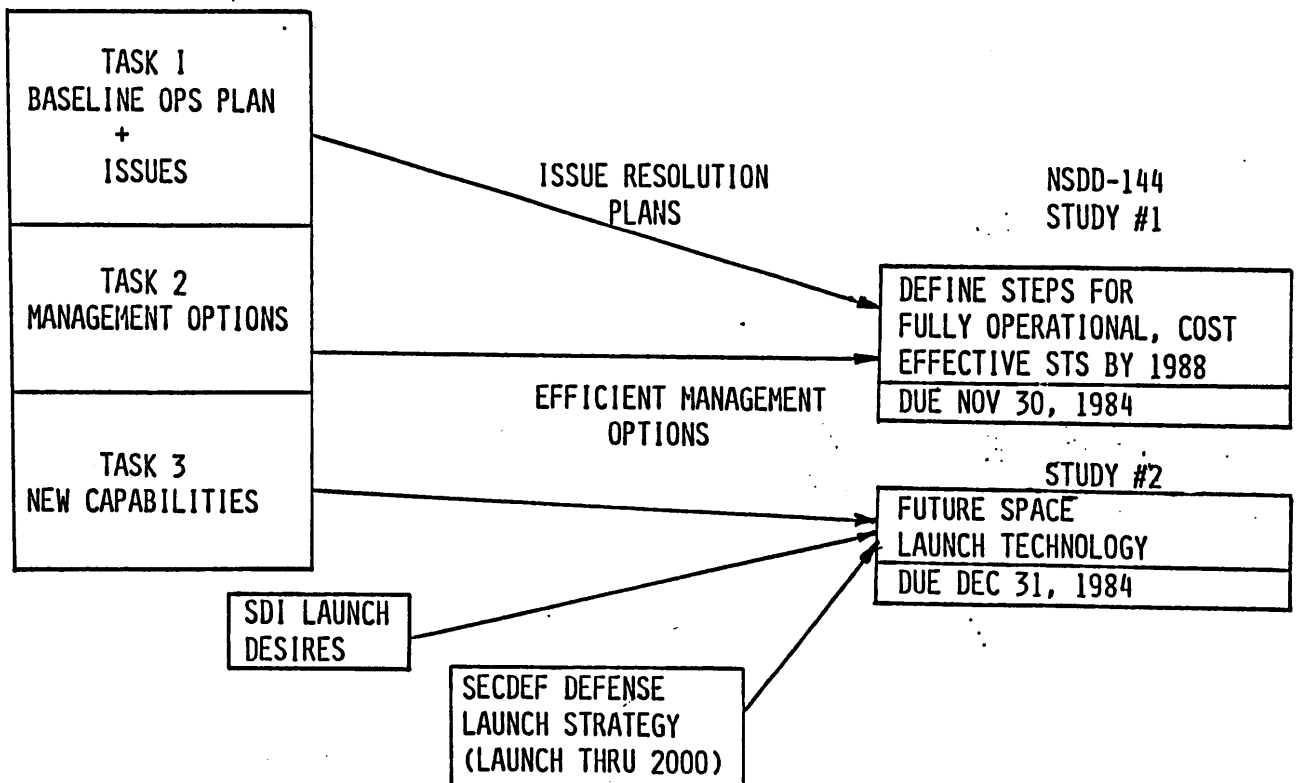 TASK 1
BASELINE OPS PLAN
+
ISSUES
TASK 2
MANAGEMENT OPTIONS
TASK 3
NEW CAPABILITIES
ISSUE RESOLUTION
PLANS
EFFICIENT MANAGEMENT
OPTIONS
SDI LAUNCH
DESIRES
SECDEF DEFENSE
LAUNCH STRATEGY
(LAUNCH THRU 2000)
NSDD-144
STUDY #1
DEFINE STEPS FOR
FULLY OPERATIONAL, COST
EFFECTIVE STS BY 1988
DUE NOV 30, 1984
STUDY #2
FUTURE SPACE
LAUNCH TECHNOLOGY
DUE DEC 31, 1984